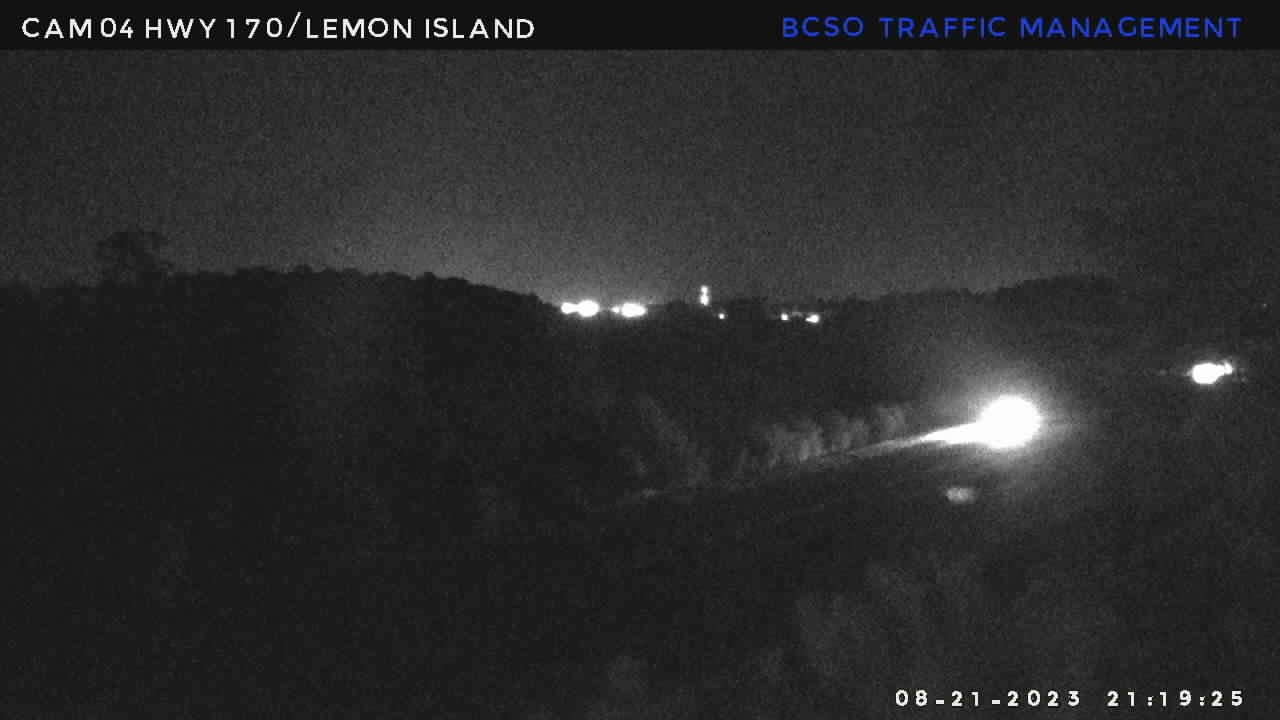 CAM04 HWY 170/LEMON ISLAND
BCSO TRAFFIC MANAGEMENT
08-21-2023 21:19:25